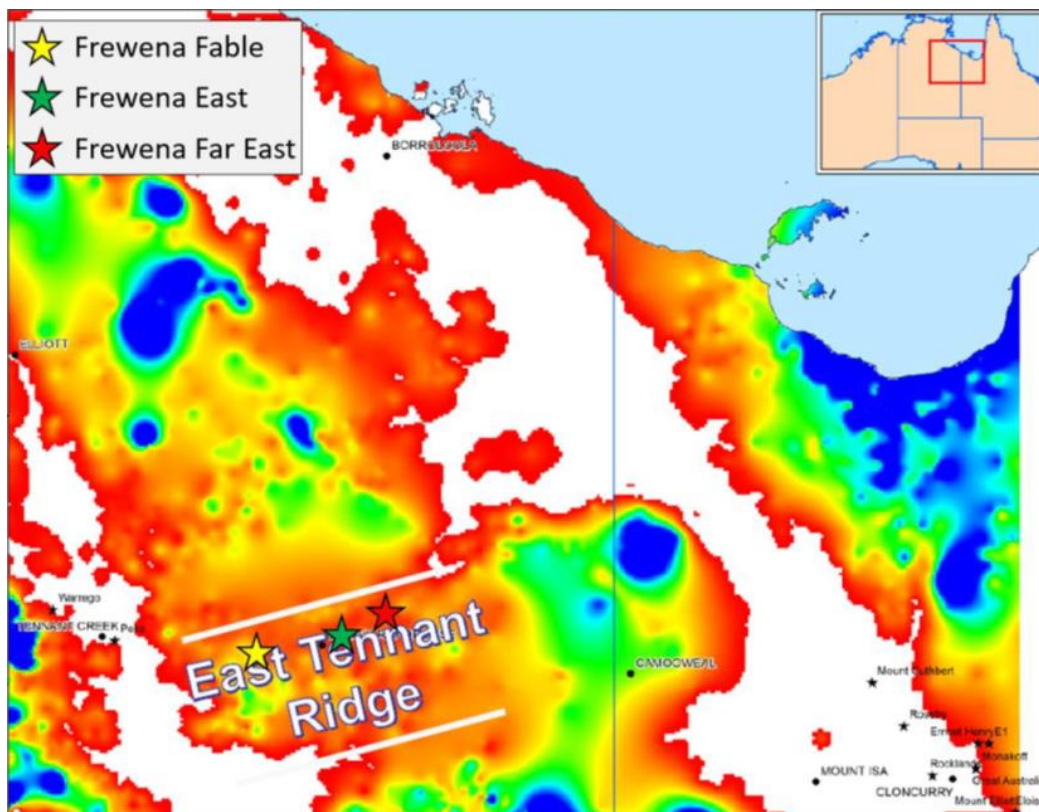 Frewena Fable
Frewena East
Frewena Far East
BORROLOOLA
ELLIOTT
Warrego
TENNANT CREEK
East Tennant
Ridge
CAMOOWEAL
Mount Cuthbert
Ernest Henry E1
Monakoff
MOUNT ISA
Rocklands
CLONCURRY